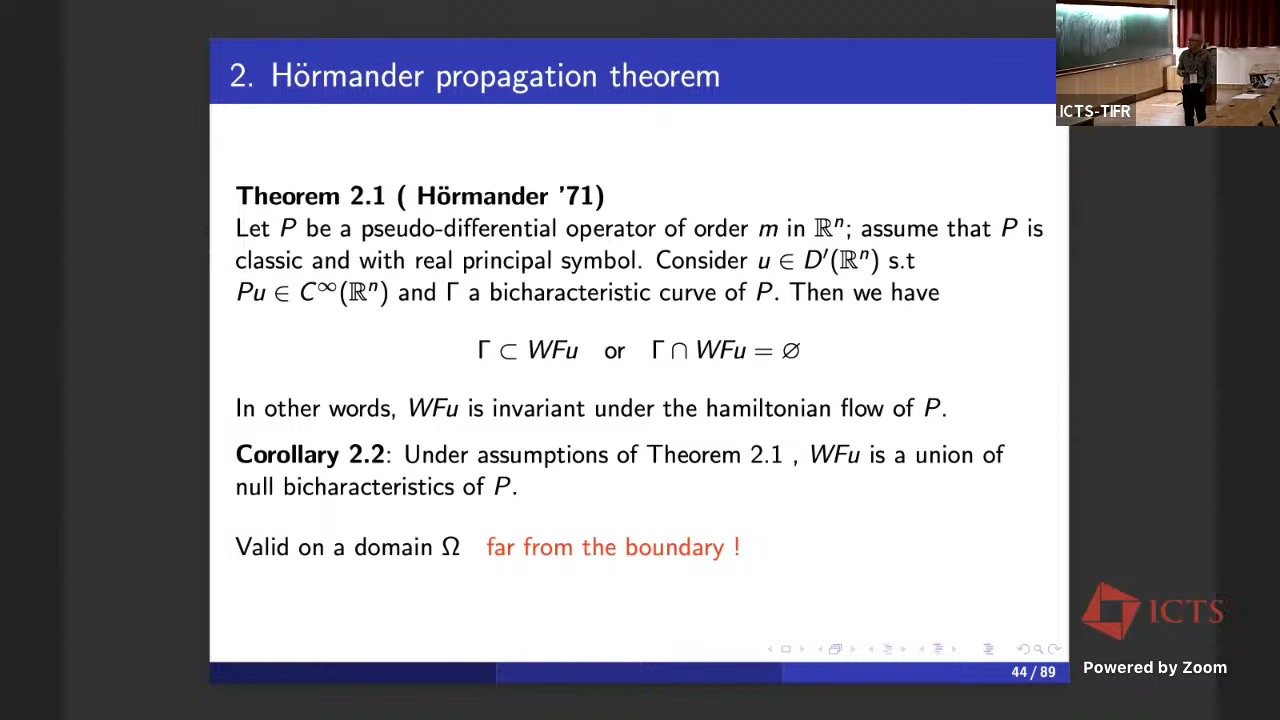 2. Hörmander propagation theorem
ICTS-TIFR
Theorem 2.1 ( Hörmander '71)
Let P be a pseudo-differential operator of order m in ℝⁿ; assume that P is
classic and with real principal symbol. Consider u ∈ D′(ℝⁿ) s.t
Pu ∈ C^∞(ℝⁿ) and Γ a bicharacteristic curve of P. Then we have
Γ ⊂ WFu or Γ ∩ WFu = ∅
In other words, WFu is invariant under the hamiltonian flow of P.
Corollary 2.2: Under assumptions of Theorem 2.1 , WFu is a union of
null bicharacteristics of P.
Valid on a domain Ω far from the boundary !
ICTS
Powered by Zoom
44 / 89